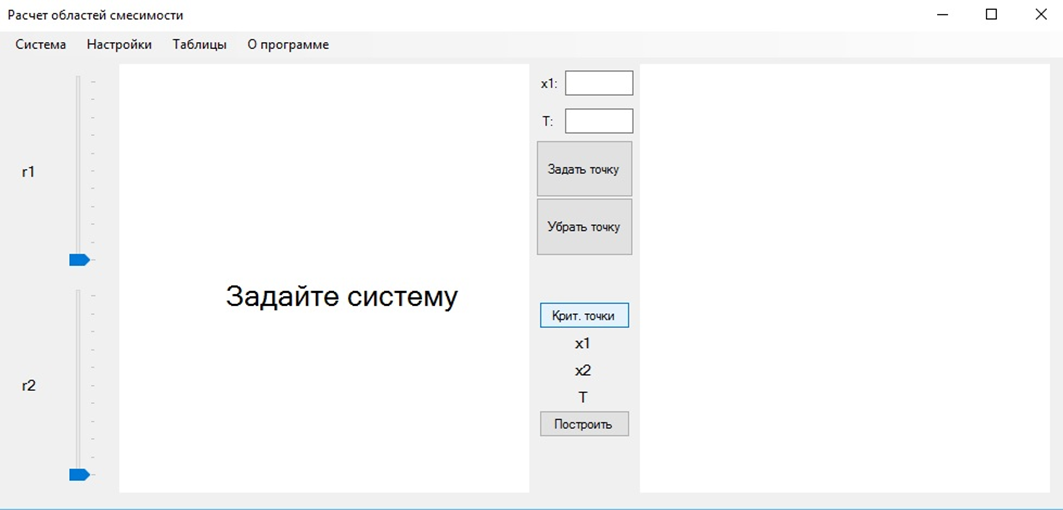 Расчет областей смесимости
Система Настройки Таблицы О программе
r1
r2
Задайте систему
x1:
T:
Задать точку
Убрать точку
Крит. точки
x1
x2
T
Построить